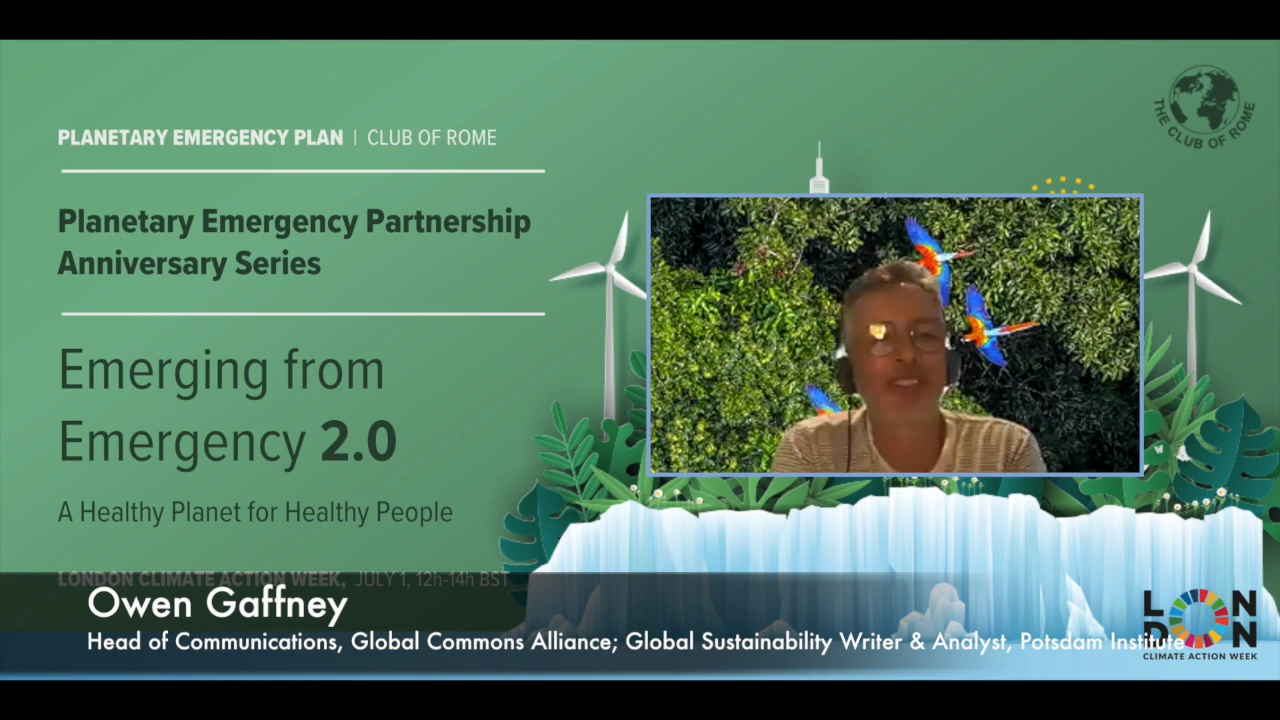 PLANETARY EMERGENCY PLAN | CLUB OF ROME
THE CLUB OF ROME
Planetary Emergency Partnership
Anniversary Series
Emerging from
Emergency 2.0
A Healthy Planet for Healthy People
LONDON CLIMATE ACTION WEEK, JULY 1, 12h-14h BST
Owen Gaffney
Head of Communications, Global Commons Alliance; Global Sustainability Writer & Analyst, Potsdam Institute
LON
DON
CLIMATE ACTION WEEK